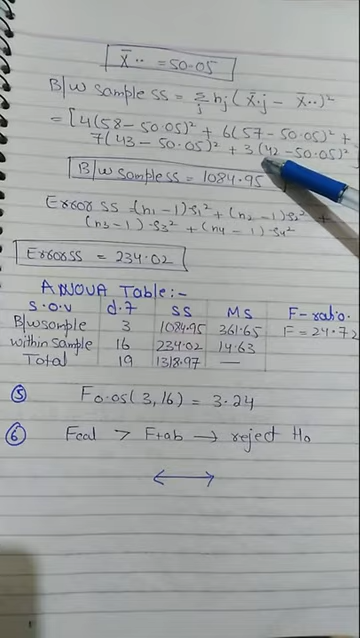 X̄·· = 50.05
B/w sample SS = Σj nj (X̄·j - X̄··)²
= [4(58 - 50.05)² + 6(57 - 50.05)² +
7(43 - 50.05)² + 3(42 - 50.05)²
B/w sample ss = 1084.95
Error SS = (n1 - 1)s1² + (n2 - 1)s2² +
(n3 - 1)·s3² + (n4 - 1)·s4²
Error SS = 234.02
ANOVA Table:-
S.O.V d.f SS MS F-ratio.
B/w sample 3 1084.95 361.65 F = 24.72
within sample 16 234.02 14.63
Total 19 1318.97 —
⑤ F0.05(3,16) = 3.24
⑥ Fcal > Ftab → reject H0